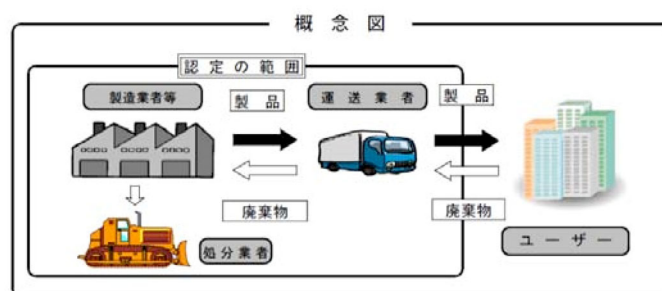 概念図
認定の範囲
製造業者等
製品
運送業者
製品
廃棄物
廃棄物
処分業者
ユーザー